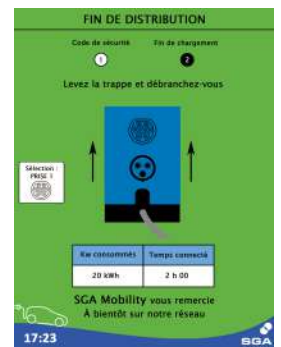 FIN DE DISTRIBUTION
Code de sécurité Fin de chargement
1 2
Levez la trappe et débranchez-vous
Sélection :
PRISE 1
Kw consommés Temps connecté
20 kWh 2 h 00
SGA Mobility vous remercie
À bientôt sur notre réseau
17:23
SGA